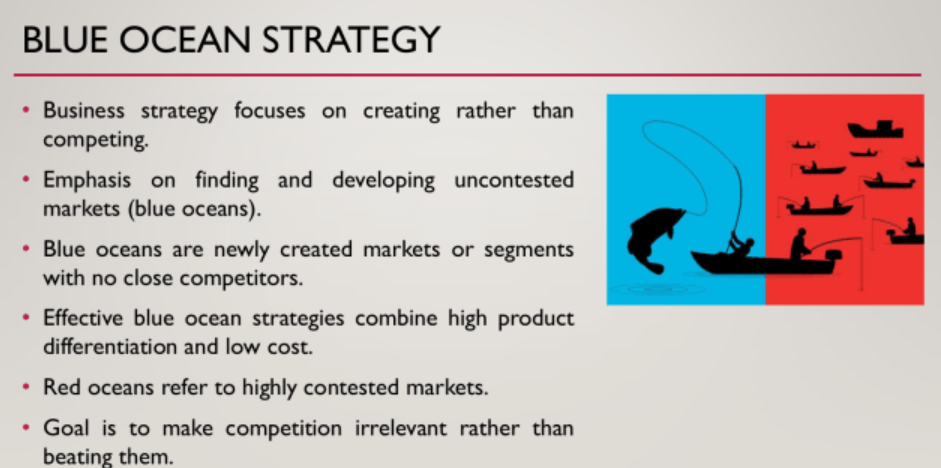 BLUE OCEAN STRATEGY
• Business strategy focuses on creating rather than
competing.
• Emphasis on finding and developing uncontested
markets (blue oceans).
• Blue oceans are newly created markets or segments
with no close competitors.
• Effective blue ocean strategies combine high product
differentiation and low cost.
• Red oceans refer to highly contested markets.
• Goal is to make competition irrelevant rather than
beating them.